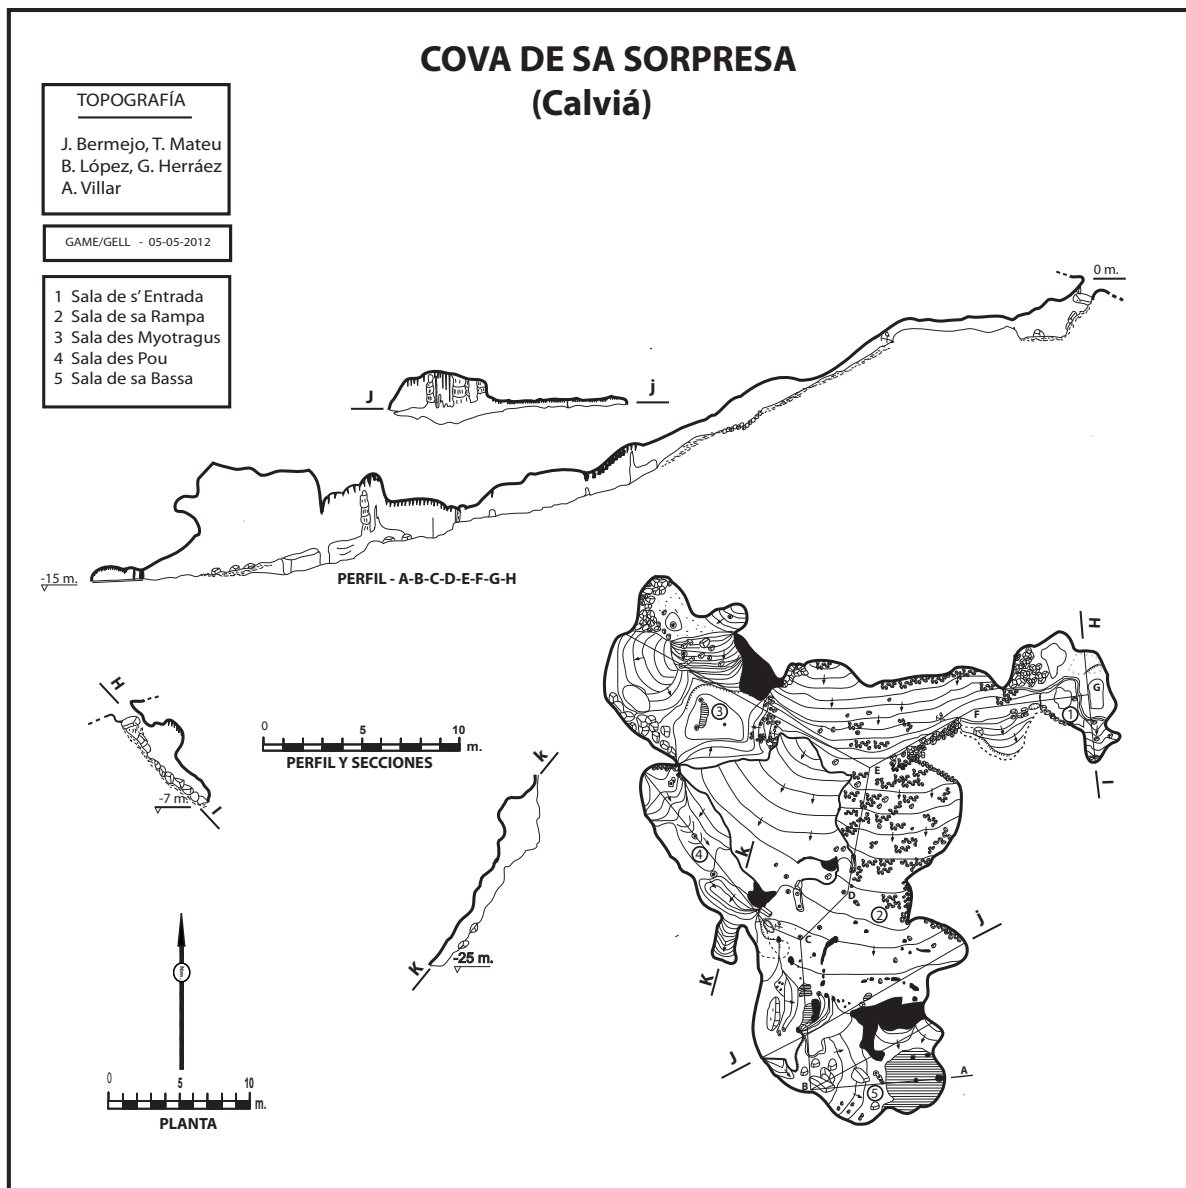 COVA DE SA SORPRESA
(Calviá)
TOPOGRAFÍA
J. Bermejo, T. Mateu
B. López, G. Herráez
A. Villar
GAME/GELL - 05-05-2012
1 Sala de s' Entrada
2 Sala de sa Rampa
3 Sala des Myotragus
4 Sala des Pou
5 Sala de sa Bassa
0 m.
J
j
-15 m.
PERFIL - A-B-C-D-E-F-G-H
H
I
-7 m.
0 5 10 m.
PERFIL Y SECCIONES
k
K
-25 m.
0 5 10 m.
PLANTA
H
G
1
F
I
3
E
4
k
D
2
j
C
K
J
B
5
A